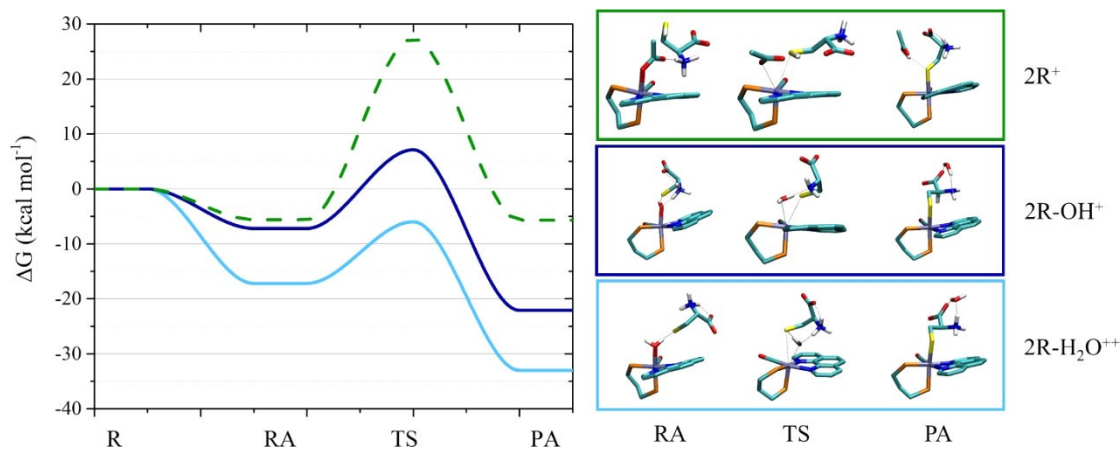 30
20
10
0
-10
-20
-30
-40
ΔG (kcal mol⁻¹)
R RA TS PA
2R⁺
2R-OH⁺
2R-H₂O⁺⁺
RA TS PA